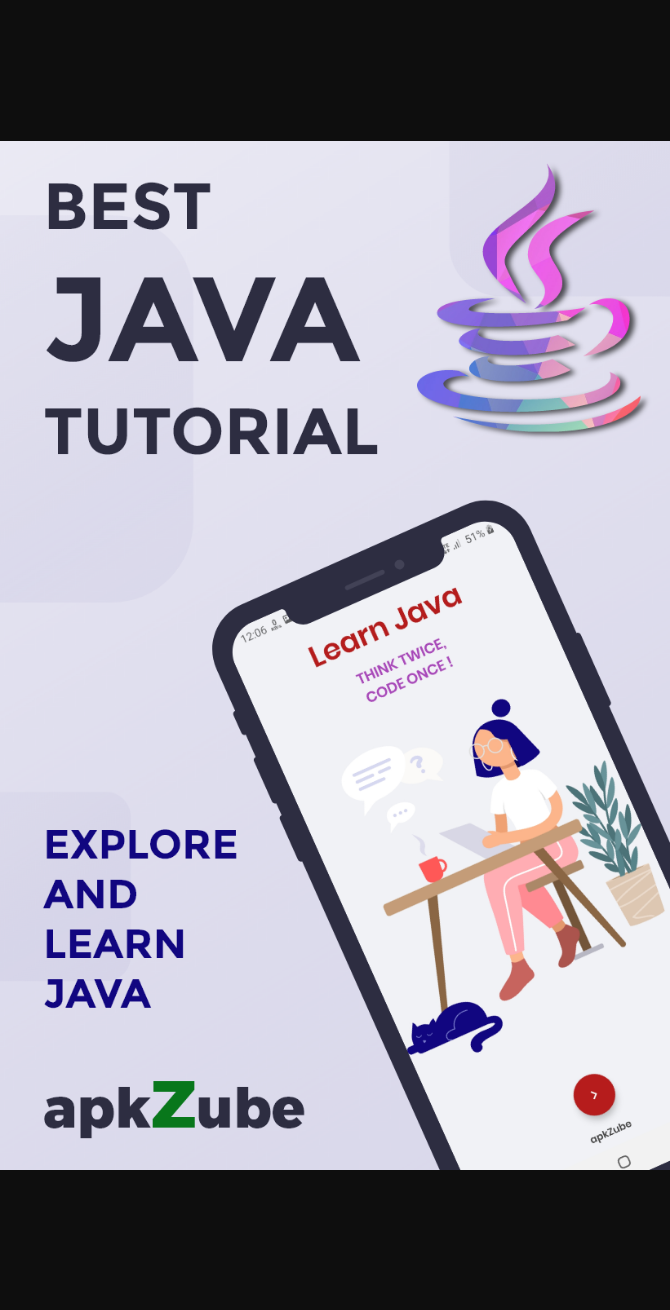 BEST
JAVA
TUTORIAL
12:06
51%
Learn Java
THINK TWICE,
CODE ONCE !
?
EXPLORE
AND
LEARN
JAVA
apkZube
apkZube